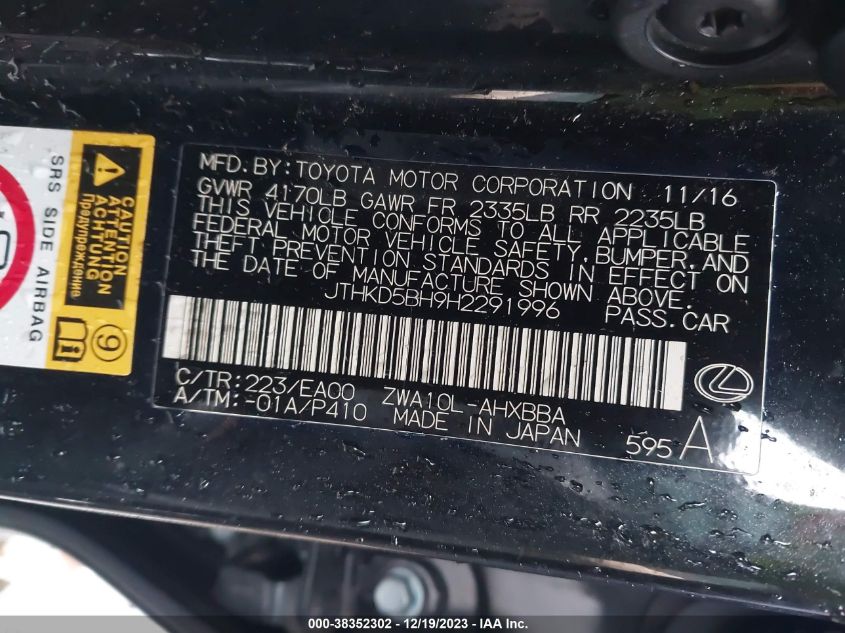 MFD.BY:TOYOTA MOTOR CORPORATION 11/16
GVWR 4170LB GAWR FR 2335LB RR 2235LB
THIS VEHICLE CONFORMS TO ALL APPLICABLE
FEDERAL MOTOR VEHICLE SAFETY,BUMPER,AND
THEFT PREVENTION STANDARDS IN EFFECT ON
THE DATE OF MANUFACTURE SHOWN ABOVE.
JTHKD5BH9H2291996 PASS.CAR
C/TR:223/EA00 ZWA10L-AHXBBA
A/TM:-01A/P410 MADE IN JAPAN
595 A
SRS SIDE AIRBAG
CAUTION
ATTENTION
ACHTUNG
Предупреждение
9
000-38352302 - 12/19/2023 - IAA Inc.